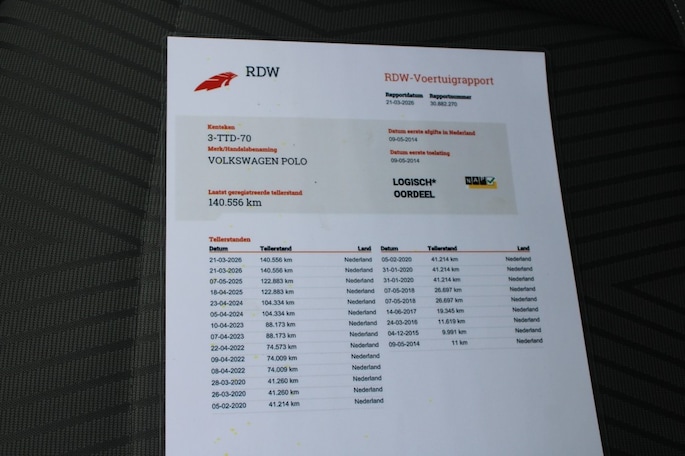 RDW
RDW-Voertuigrapport
Rapportdatum Rapportnummer
21-03-2026 30.882.270
Kenteken
3-TTD-70
Merk/Handelsbenaming
VOLKSWAGEN POLO
Datum eerste afgifte in Nederland
09-05-2014
Datum eerste toelating
09-05-2014
Laatst geregistreerde tellerstand
140.556 km
LOGISCH*
OORDEEL
NAP
Tellerstanden
Datum Tellerstand Land Datum Tellerstand Land
21-03-2026 140.556 km Nederland 05-02-2020 41.214 km Nederland
21-03-2026 140.556 km Nederland 31-01-2020 41.214 km Nederland
07-05-2025 122.883 km Nederland 31-01-2020 41.214 km Nederland
18-04-2025 122.883 km Nederland 07-05-2018 26.697 km Nederland
23-04-2024 104.334 km Nederland 07-05-2018 26.697 km Nederland
05-04-2024 104.334 km Nederland 14-06-2017 19.345 km Nederland
10-04-2023 88.173 km Nederland 24-03-2016 11.619 km Nederland
07-04-2023 88.173 km Nederland 04-12-2015 9.991 km Nederland
22-04-2022 74.573 km Nederland 09-05-2014 11 km Nederland
09-04-2022 74.009 km Nederland
08-04-2022 74.009 km Nederland
28-03-2020 41.260 km Nederland
26-03-2020 41.260 km Nederland
05-02-2020 41.214 km Nederland